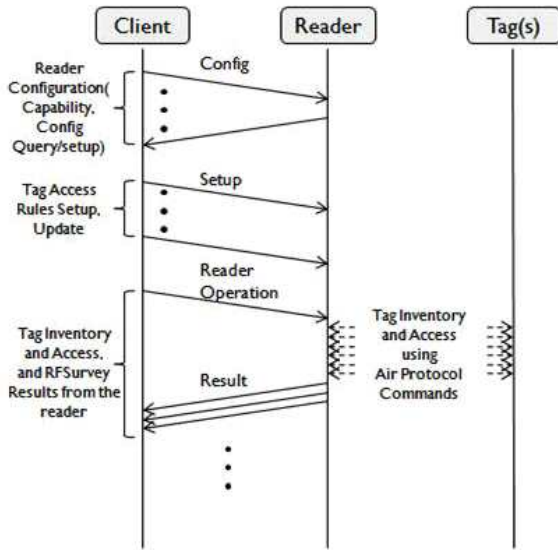 Client
Reader
Tag(s)
Reader
Configuration(
Capability,
Config
Query/setup)
Config
Tag Access
Rules Setup,
Update
Setup
Reader
Operation
Tag Inventory
and Access,
and RFSurvey
Results from the
reader
Result
Tag Inventory
and Access
using
Air Protocol
Commands